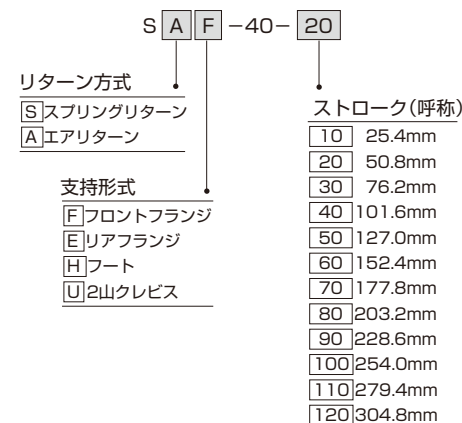 S A F －40－ 20
リターン方式
S スプリングリターン
A エアリターン
支持形式
F フロントフランジ
E リアフランジ
H フート
U 2山クレビス
ストローク（呼称）
10 25.4mm
20 50.8mm
30 76.2mm
40 101.6mm
50 127.0mm
60 152.4mm
70 177.8mm
80 203.2mm
90 228.6mm
100 254.0mm
110 279.4mm
120 304.8mm